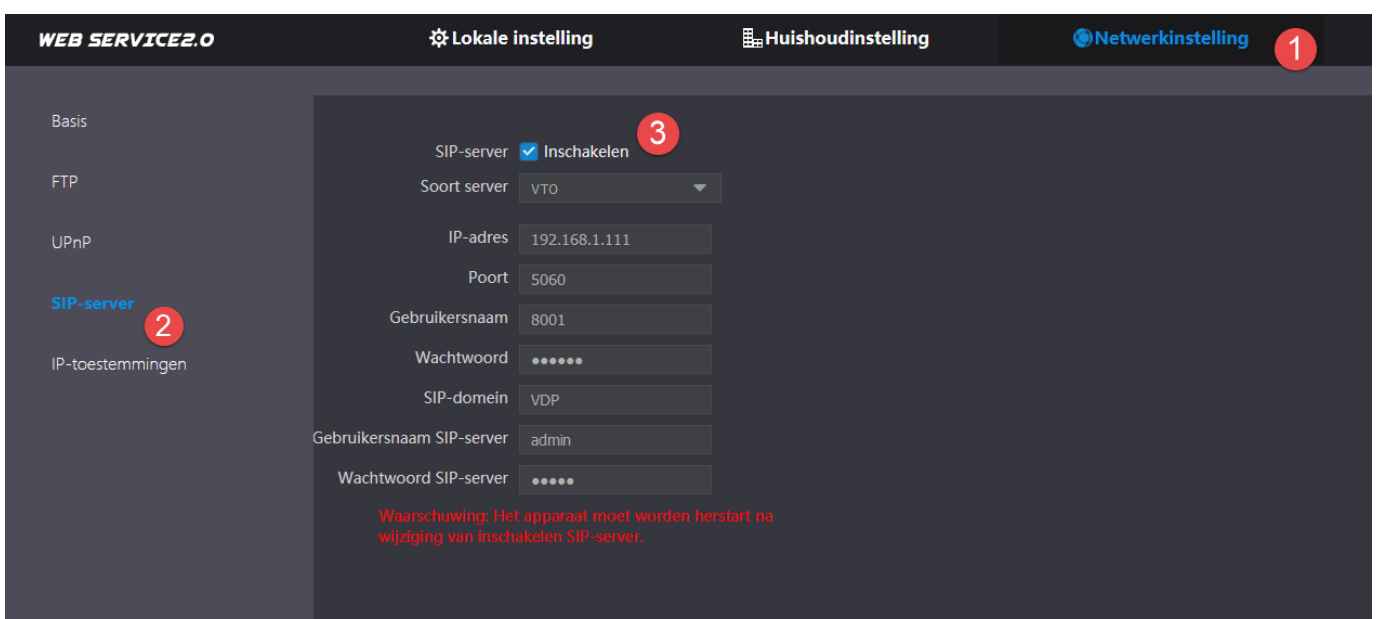 WEB SERVICE2.0
Lokale instelling
Huishoudinstelling
Netwerkinstelling
1
Basis
FTP
UPnP
SIP-server
2
IP-toestemmingen
3
SIP-server Inschakelen
Soort server VTO
IP-adres 192.168.1.111
Poort 5060
Gebruikersnaam 8001
Wachtwoord ●●●●●●
SIP-domein VDP
Gebruikersnaam SIP-server admin
Wachtwoord SIP-server ●●●●●
Waarschuwing: Het apparaat moet worden herstart na
wijziging van inschakelen SIP-server.